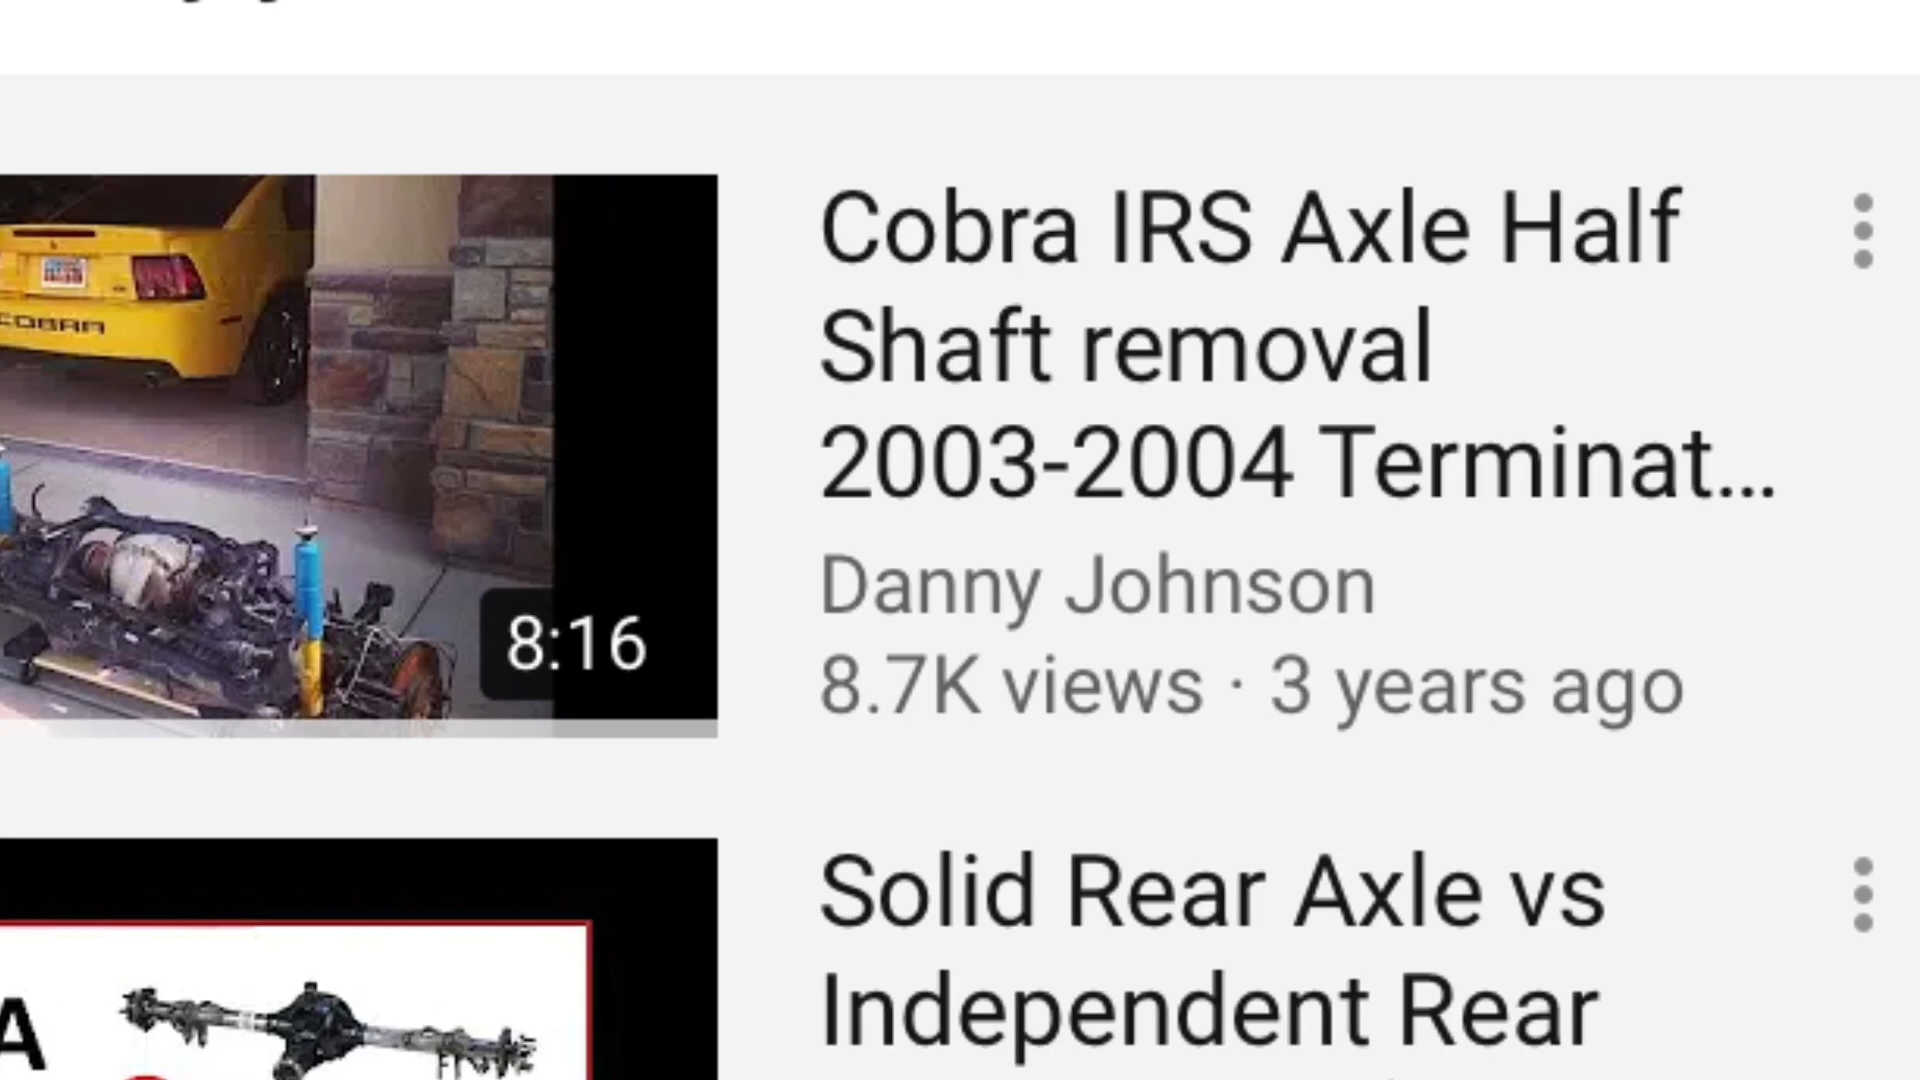 Cobra IRS Axle Half
Shaft removal
2003-2004 Terminat...
Danny Johnson
8.7K views · 3 years ago
COBRA
8:16
Solid Rear Axle vs
Independent Rear
A